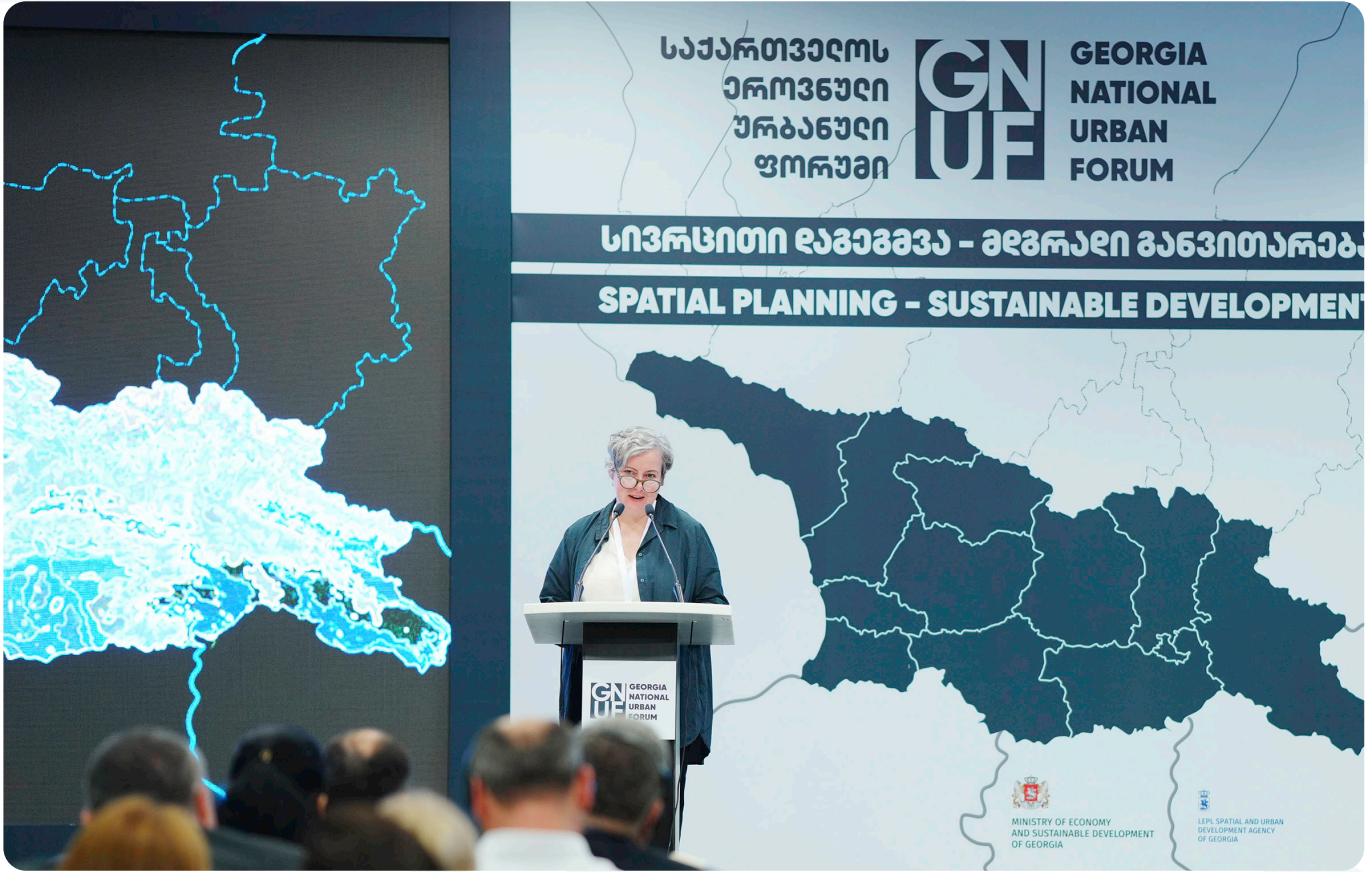 საქართველოს
ეროვნული
ურბანული
ფორუმი
GN
UF
GEORGIA
NATIONAL
URBAN
FORUM
სივრცითი დაგეგმვა - მდგრადი განვითარებ
SPATIAL PLANNING - SUSTAINABLE DEVELOPMEN
GN
UF
GEORGIA
NATIONAL
URBAN
FORUM
MINISTRY OF ECONOMY
AND SUSTAINABLE DEVELOPMENT
OF GEORGIA
LEPL SPATIAL AND URBAN
DEVELOPMENT AGENCY
OF GEORGIA